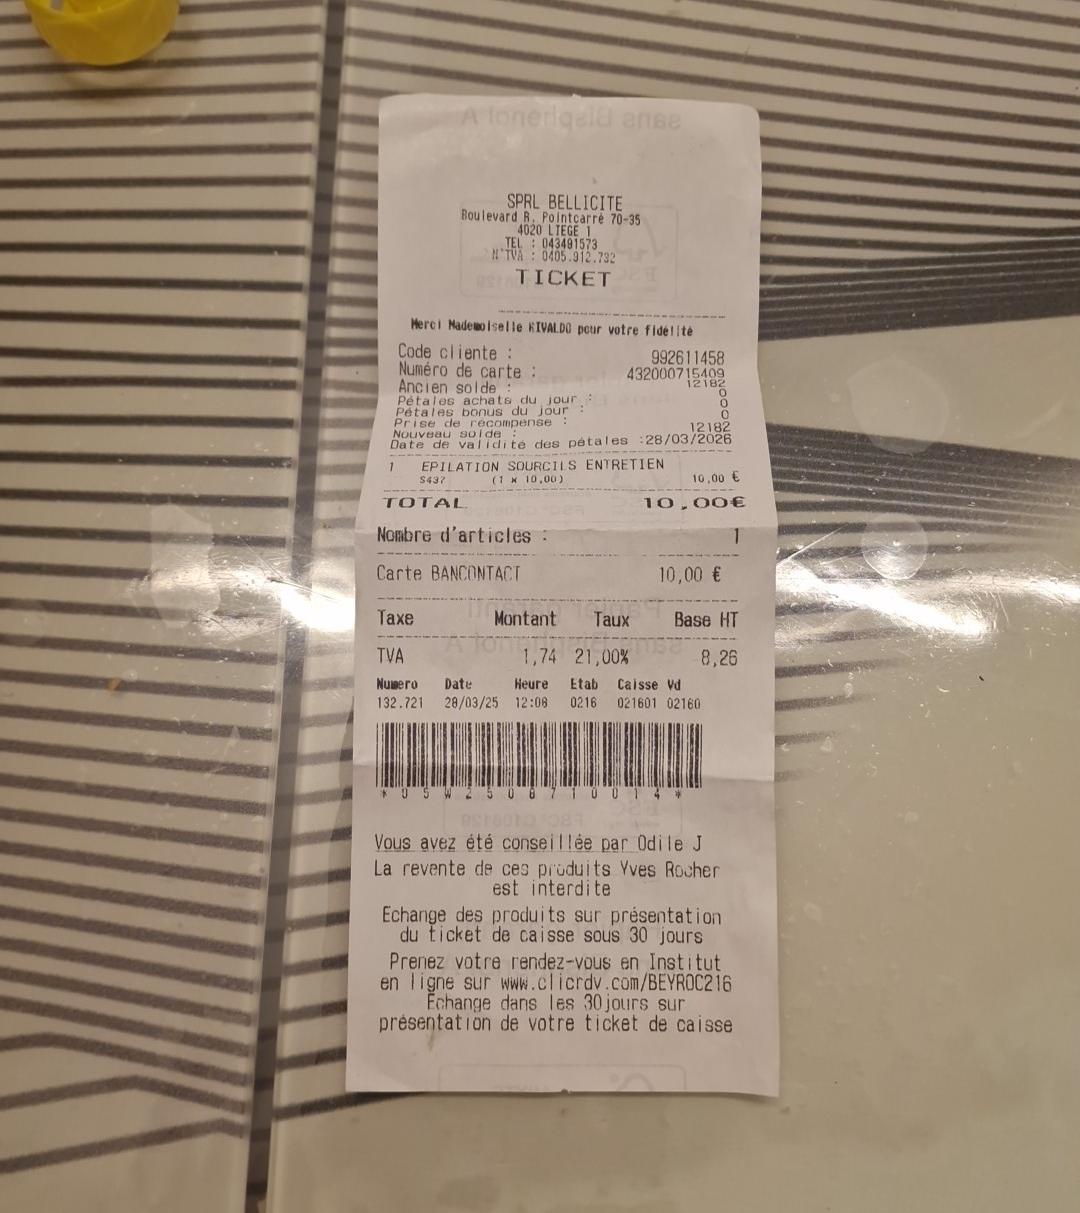 sans Bisphénol A
SPRL BELLICITE
Boulevard R. Pointcarré 70-35
4020 LIEGE 1
TEL : 043491573
N°TVA : 0405.912.732
TICKET
Merci Mademoiselle RIVALDO pour votre fidélité
Code cliente : 992611458
Numéro de carte : 432000715409
Ancien solde : 12182
Pétales achats du jour : 0
Pétales bonus du jour : 0
Prise de récompense : 0
Nouveau solde : 12182
Date de validité des pétales :28/03/2026
1 EPILATION SOURCILS ENTRETIEN
S437 (1 x 10,00) 10,00 €
TOTAL 10,00€
Nombre d'articles : 1
Carte BANCONTACT 10,00 €
Taxe Montant Taux Base HT
TVA 1,74 21,00% 8,26
Numero Date Heure Etab Caisse Vd
132.721 28/03/25 12:08 0216 021601 02160
Vous avez été conseillée par Odile J
La revente de ces produits Yves Rocher
est interdite
Echange des produits sur présentation
du ticket de caisse sous 30 jours
Prenez votre rendez-vous en Institut
en ligne sur www.clicrdv.com/BEYROC216
Echange dans les 30jours sur
présentation de votre ticket de caisse